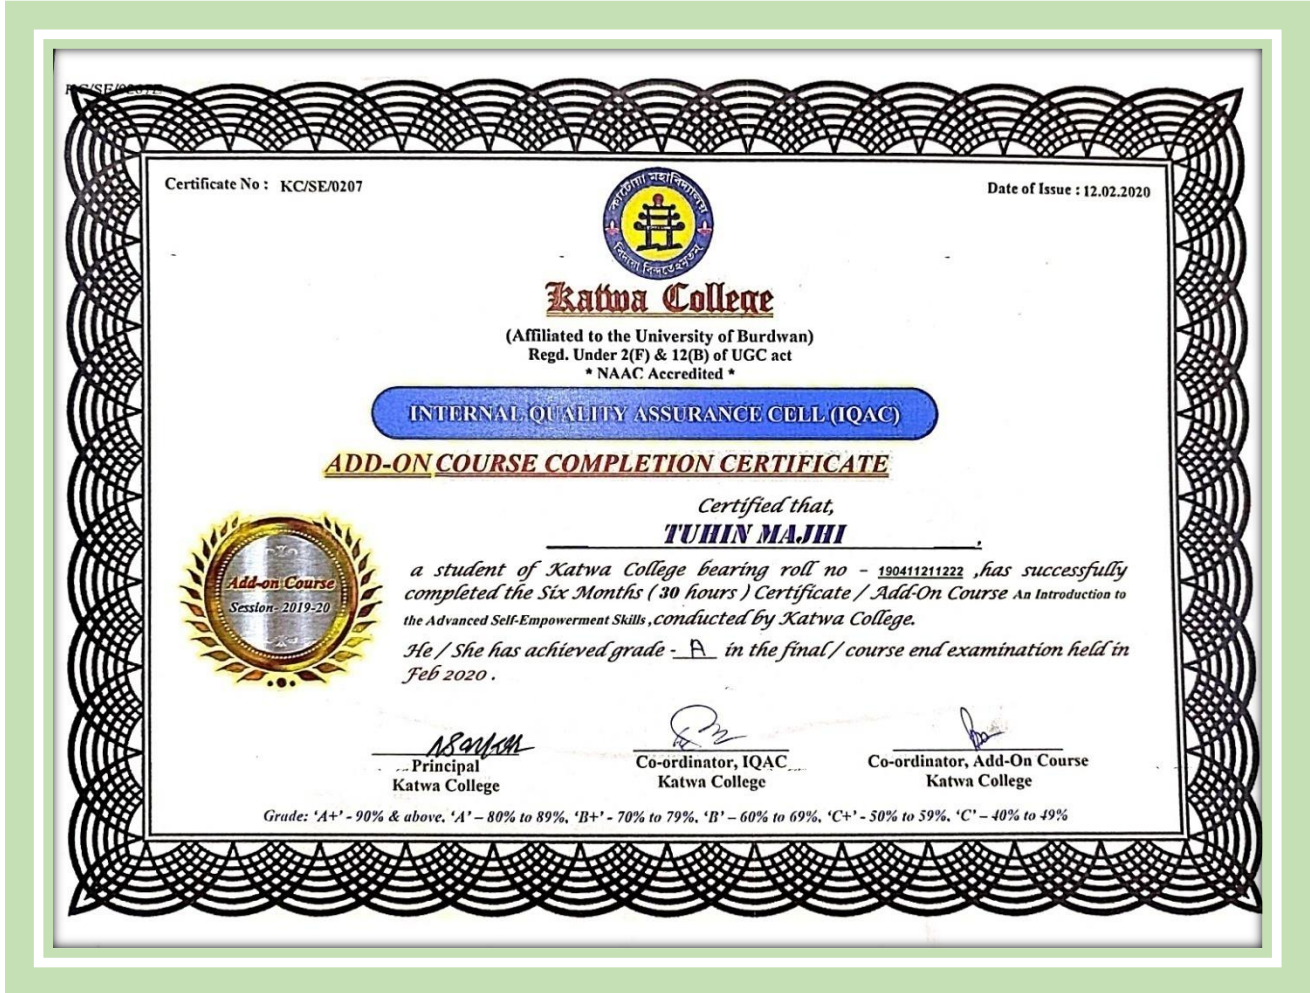 Certificate No : KC/SE/0207
Date of Issue : 12.02.2020
কাটোয়া মহাবিদ্যালয়
Katwa College
(Affiliated to the University of Burdwan)
Regd. Under 2(F) & 12(B) of UGC act
* NAAC Accredited *
INTERNAL QUALITY ASSURANCE CELL (IQAC)
ADD-ON COURSE COMPLETION CERTIFICATE
Certified that,
TUHIN MAJHI .
Add-on Course
Session- 2019-20
a student of Katwa College bearing roll no - 190411211222 ,has successfully
completed the Six Months ( 30 hours ) Certificate / Add-On Course An Introduction to
the Advanced Self-Empowerment Skills ,conducted by Katwa College.
He / She has achieved grade - A in the final / course end examination held in
Feb 2020 .
Principal
Katwa College
Co-ordinator, IQAC
Katwa College
Co-ordinator, Add-On Course
Katwa College
Grade: 'A+' - 90% & above, 'A' – 80% to 89%, 'B+' - 70% to 79%, 'B' – 60% to 69%, 'C+' - 50% to 59%, 'C' – 40% to 49%